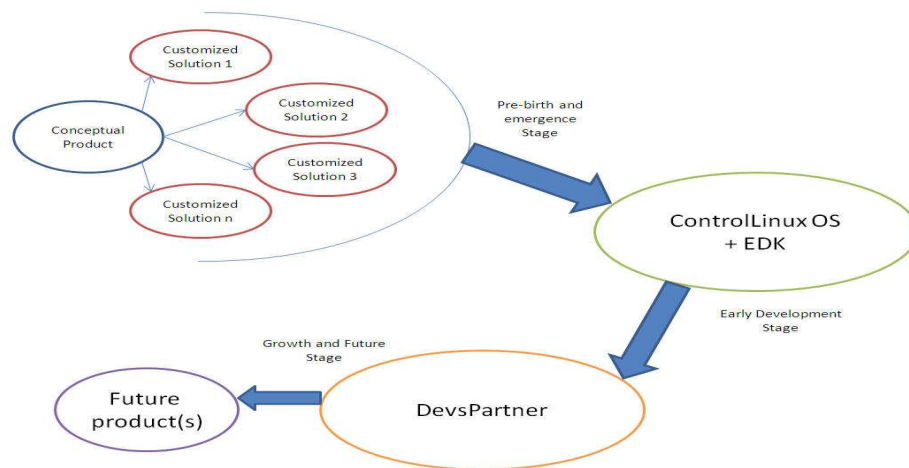 Customized
Solution 1
Customized
Solution 2
Conceptual
Product
Customized
Solution 3
Customized
Solution n
Pre-birth and
emergence
Stage
ControlLinux OS
+ EDK
Early Development
Stage
Growth and Future
Stage
DevsPartner
Future
product(s)